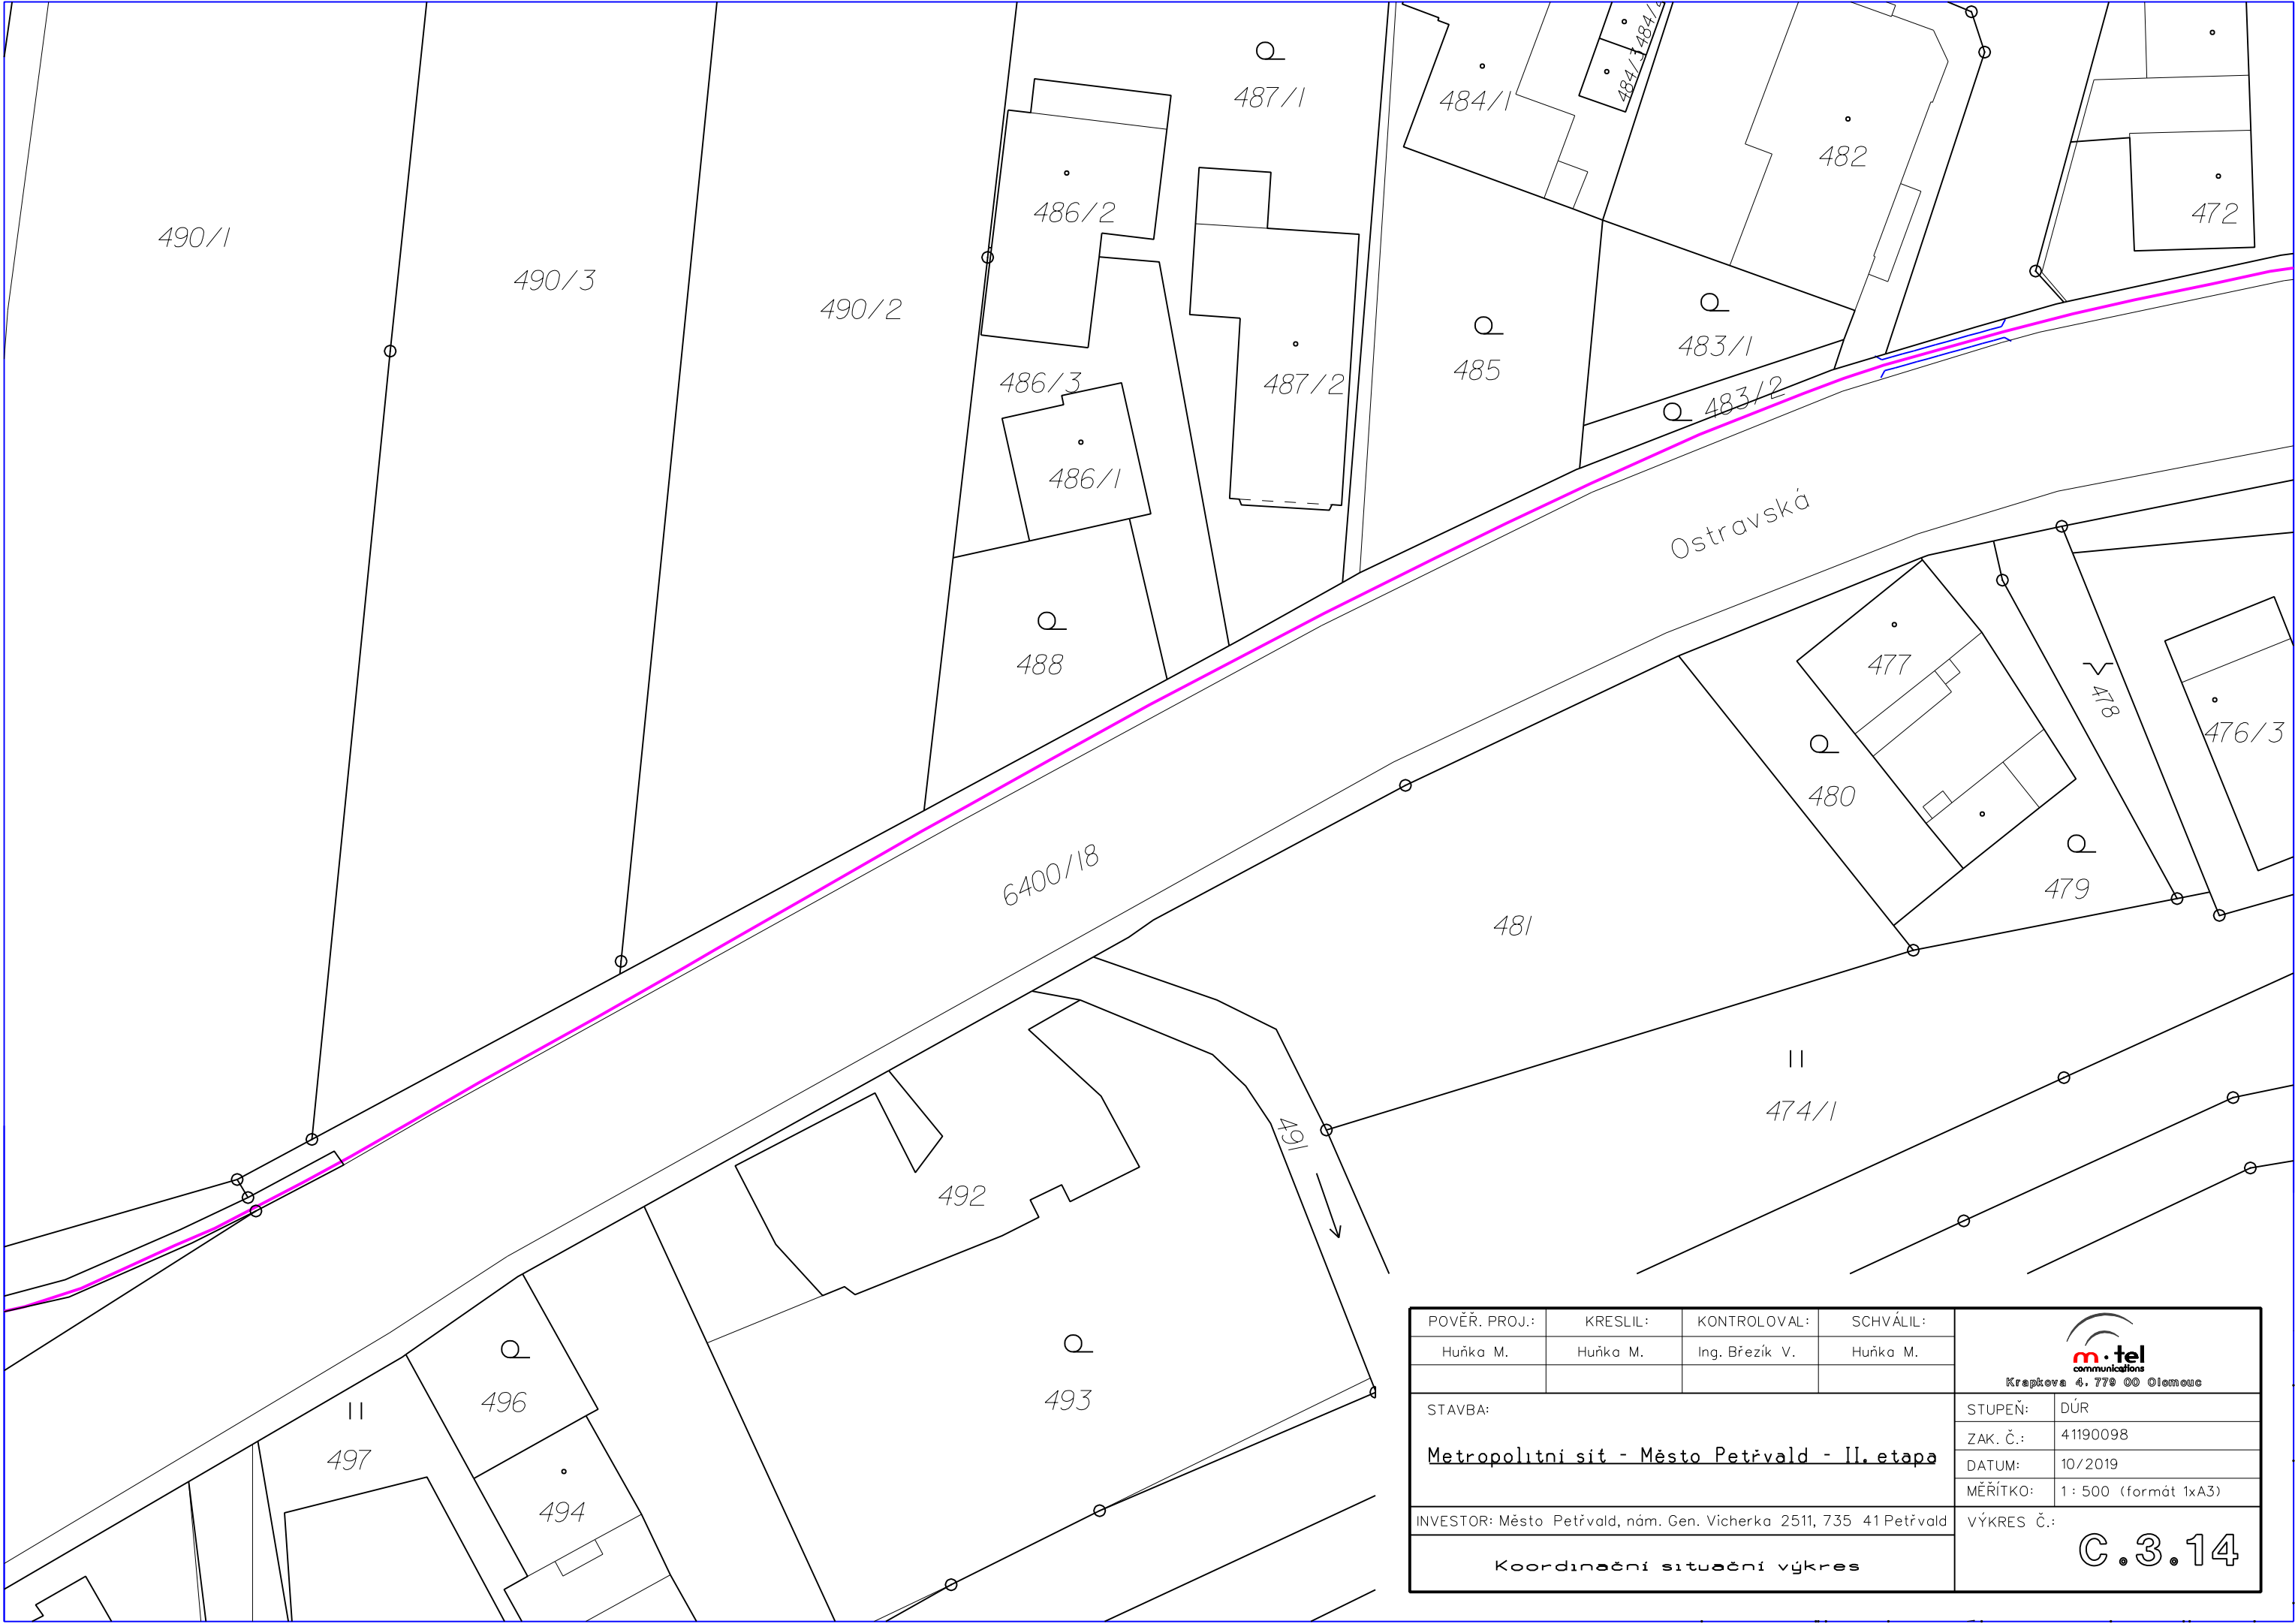 490/1
490/3
490/2
486/2
487/1
486/3
487/2
486/1
488
484/1
484/3
482
472
485
483/1
483/2
Ostravská
6400/18
477
478
476/3
480
479
481
474/1
491
492
493
496
497
494
POVĚŘ. PROJ.: KRESLIL: KONTROLOVAL: SCHVÁLIL:
Huňka M. Huňka M. Ing. Březík V. Huňka M.
m·tel
communications
Krapkova 4, 779 00 Olomouc
STAVBA:
Metropolitní síť - Město Petřvald - II. etapa
STUPEŇ: DÚR
ZAK. Č.: 41190098
DATUM: 10/2019
MĚŘÍTKO: 1 : 500 (formát 1xA3)
INVESTOR: Město Petřvald, nám. Gen. Vicherka 2511, 735 41 Petřvald
VÝKRES Č.:
C.3.14
Koordinační situační výkres